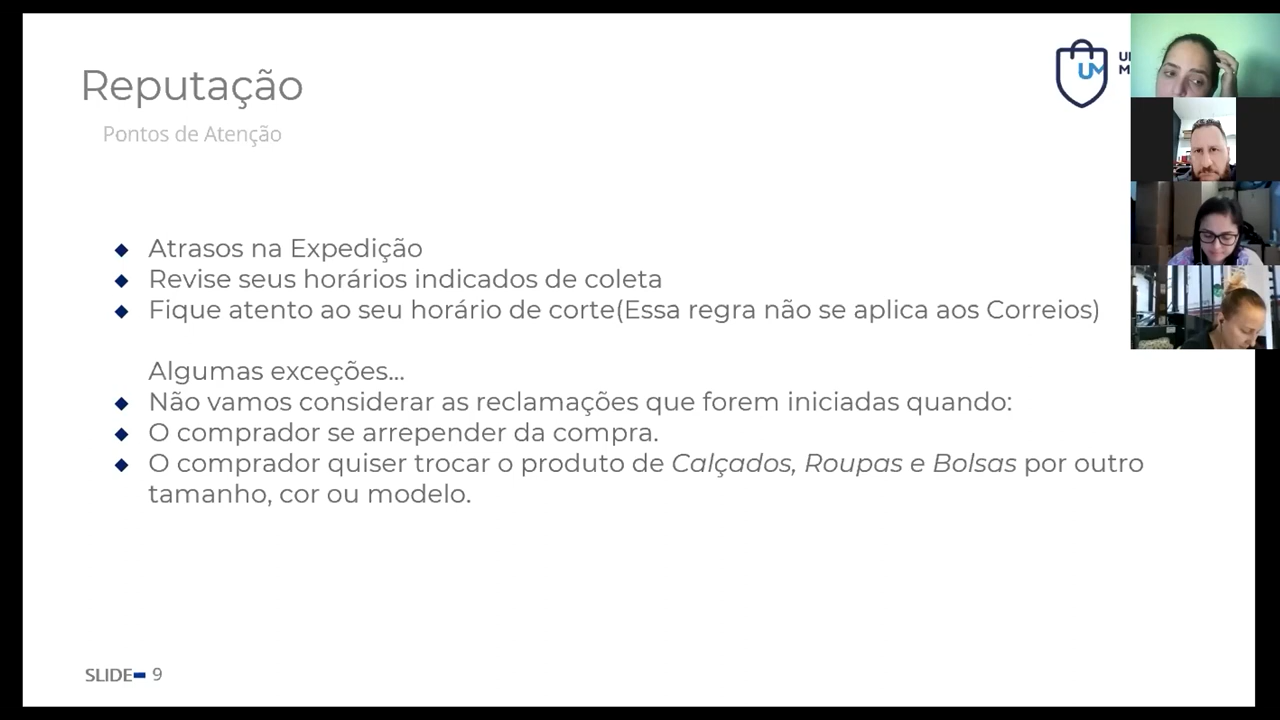 Reputação
Pontos de Atenção
UM
Atrasos na Expedição
Revise seus horários indicados de coleta
Fique atento ao seu horário de corte(Essa regra não se aplica aos Correios)
Algumas exceções...
Não vamos considerar as reclamações que forem iniciadas quando:
O comprador se arrepender da compra.
O comprador quiser trocar o produto de Calçados, Roupas e Bolsas por outro
tamanho, cor ou modelo.
SLIDE 9